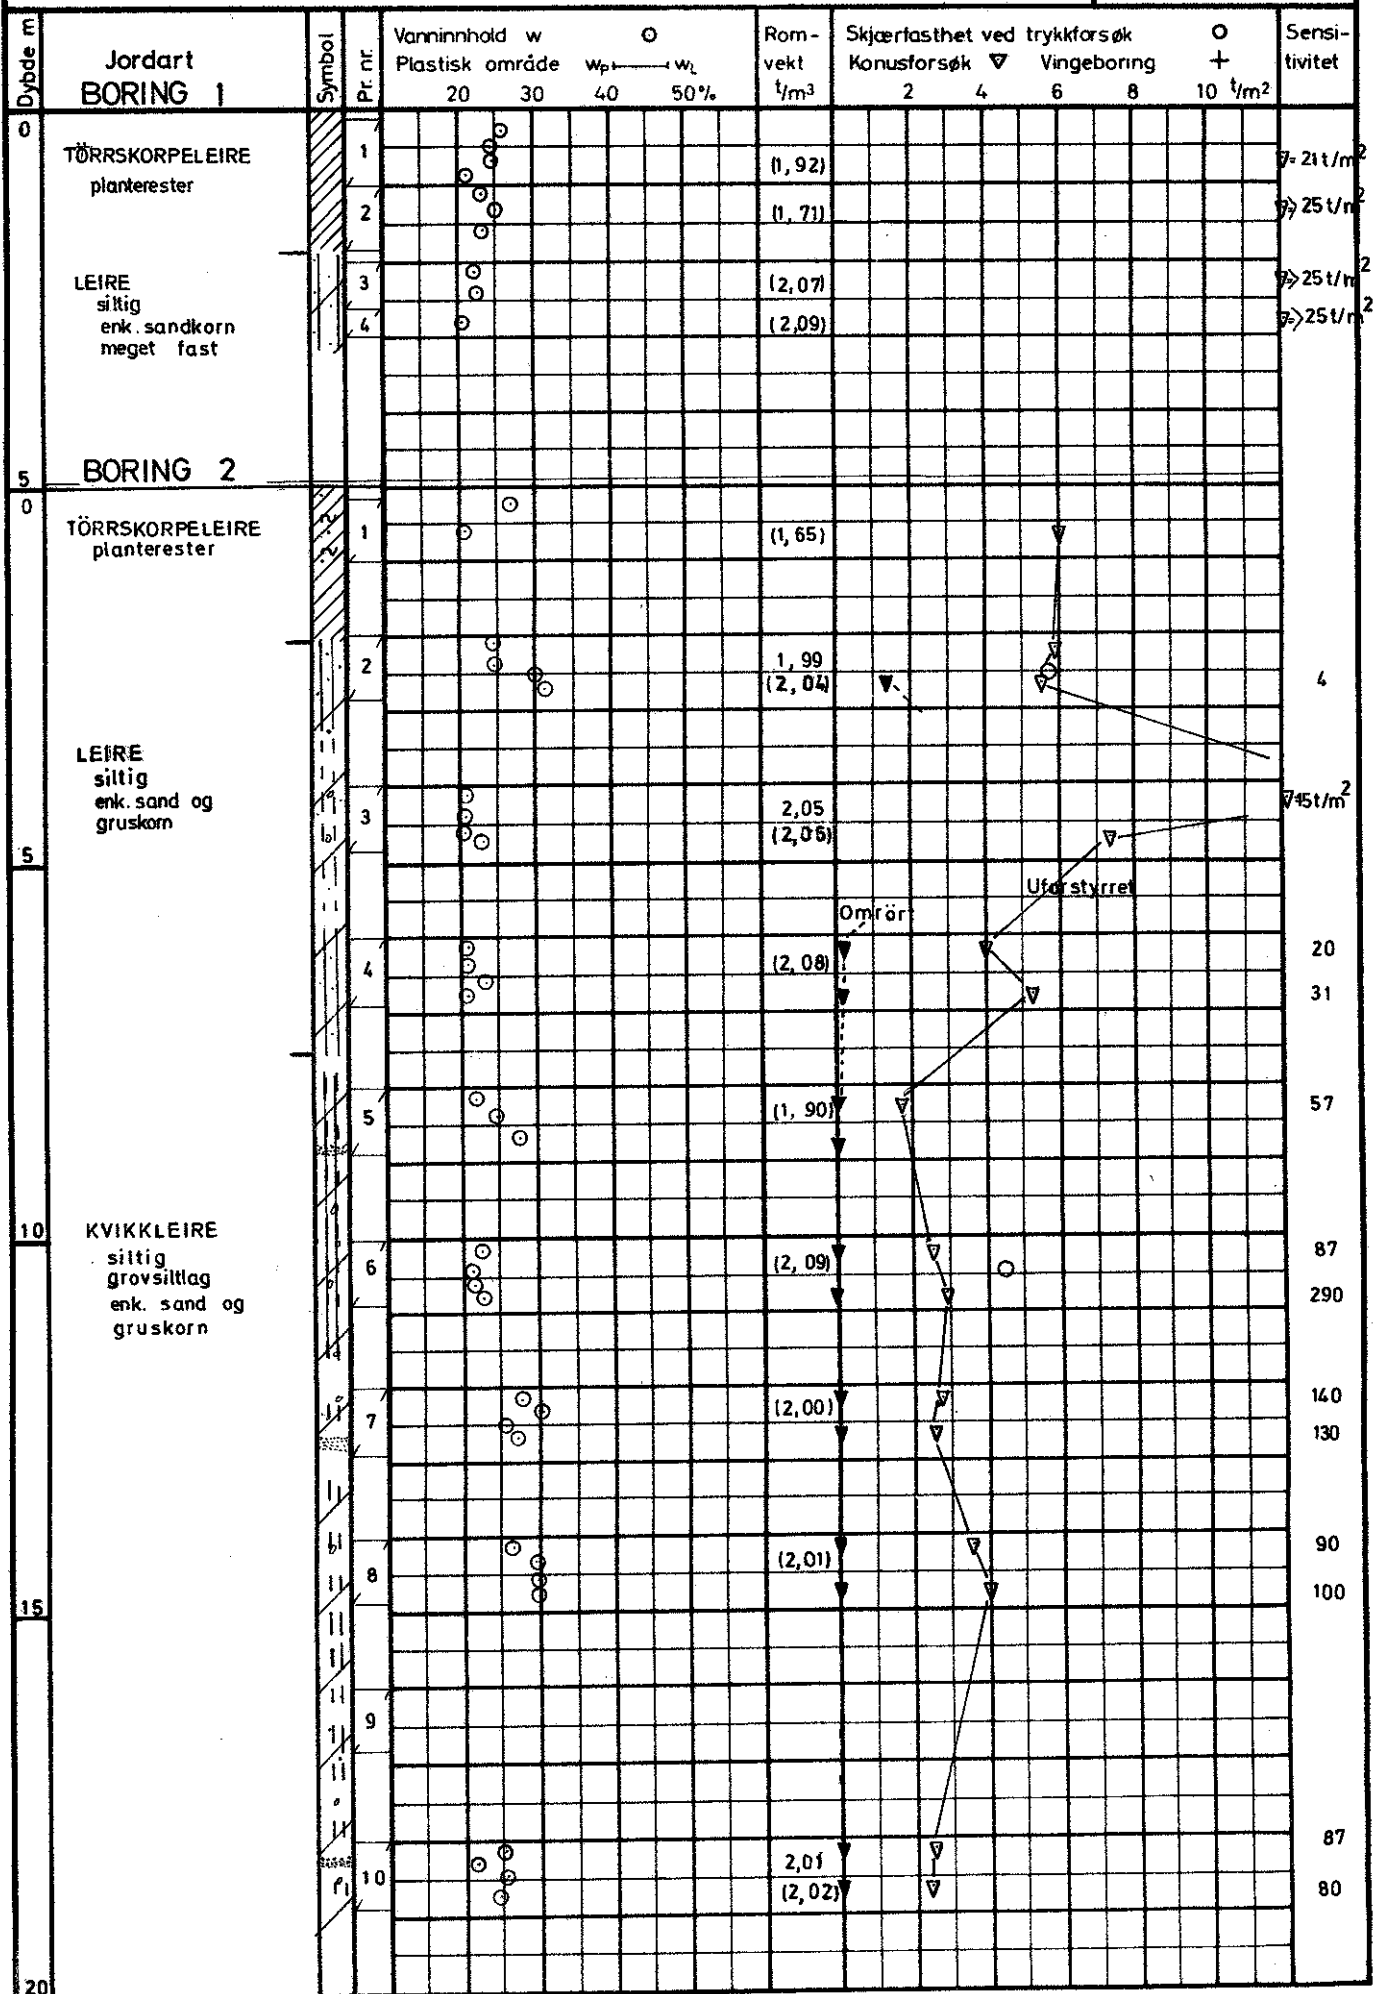 Dybde m
Jordart
BORING 1
Symbol
Pr. nr.
Vanninnhold w
Plastisk område wp wL
20 30 40 50%
Rom-
vekt
t/m³
Skjærfasthet ved trykkforsøk
Konusforsøk ▽ Vingeboring +
2 4 6 8 10 t/m²
Sensi-
tivitet
0
TÖRRSKORPELEIRE
planterester
1
(1,92)
▽= 21 t/m²
2
(1,71)
▽> 25 t/m²
LEIRE
siltig
enk. sandkorn
meget fast
3
(2,07)
▽=> 25 t/m²
4
(2,09)
▽=> 25 t/m²
5
BORING 2
0
TÖRRSKORPELEIRE
planterester
1
(1,65)
2
1,99
(2,04)
4
LEIRE
siltig
enk. sand og
gruskorn
3
2,05
(2,05)
15 t/m²
5
Uforstyrret
Omrör
4
(2,08)
20
31
5
(1,90)
57
10
KVIKKLEIRE
siltig
grovsiltlag
enk. sand og
gruskorn
6
(2,09)
87
290
7
(2,00)
140
130
8
(2,01)
90
100
15
9
10
2,01
(2,02)
87
80
20